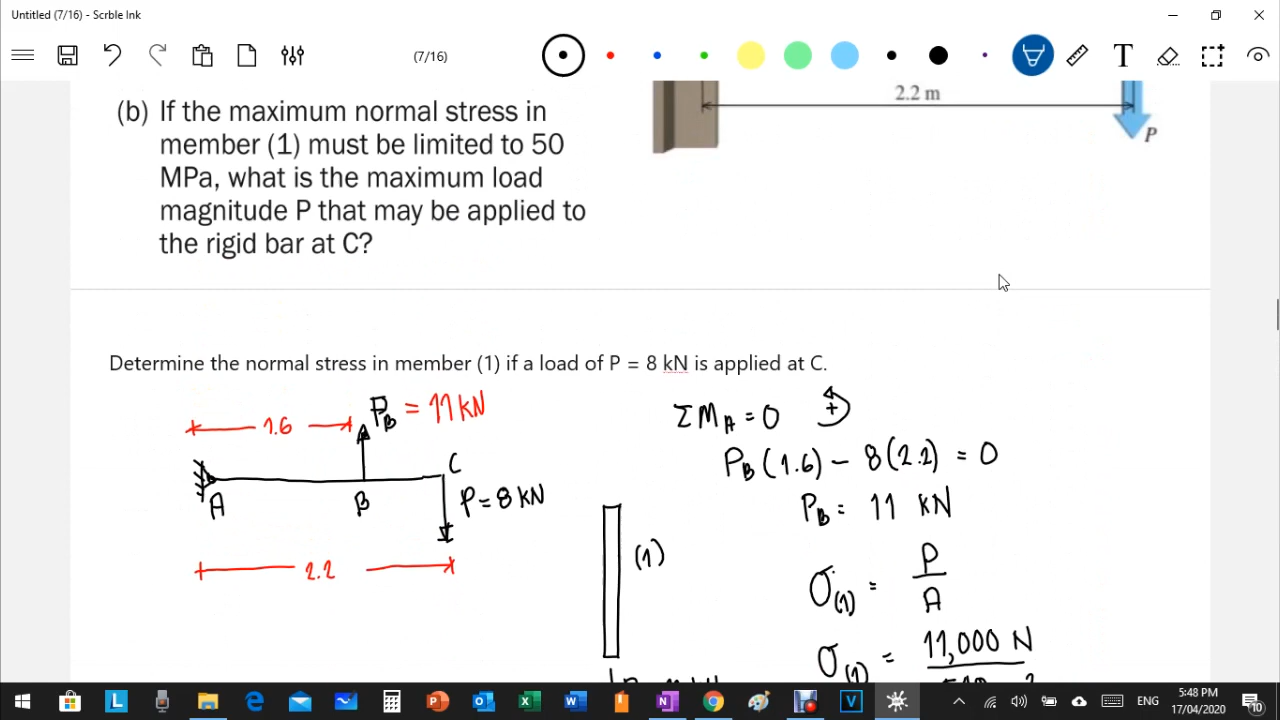 Untitled (7/16) - Scrble Ink
(7/16)
T
2.2 m
P
(b) If the maximum normal stress in
member (1) must be limited to 50
MPa, what is the maximum load
magnitude P that may be applied to
the rigid bar at C?
Determine the normal stress in member (1) if a load of P = 8 kN is applied at C.
1.6
P_B = 11 kN
A
B
C
P = 8 kN
2.2
(1)
ΣM_A = 0 +
P_B (1.6) – 8(2.2) = 0
P_B = 11 kN
σ_(1) = P/A
σ_(1) = 11,000 N
ENG
5:48 PM
17/04/2020
10